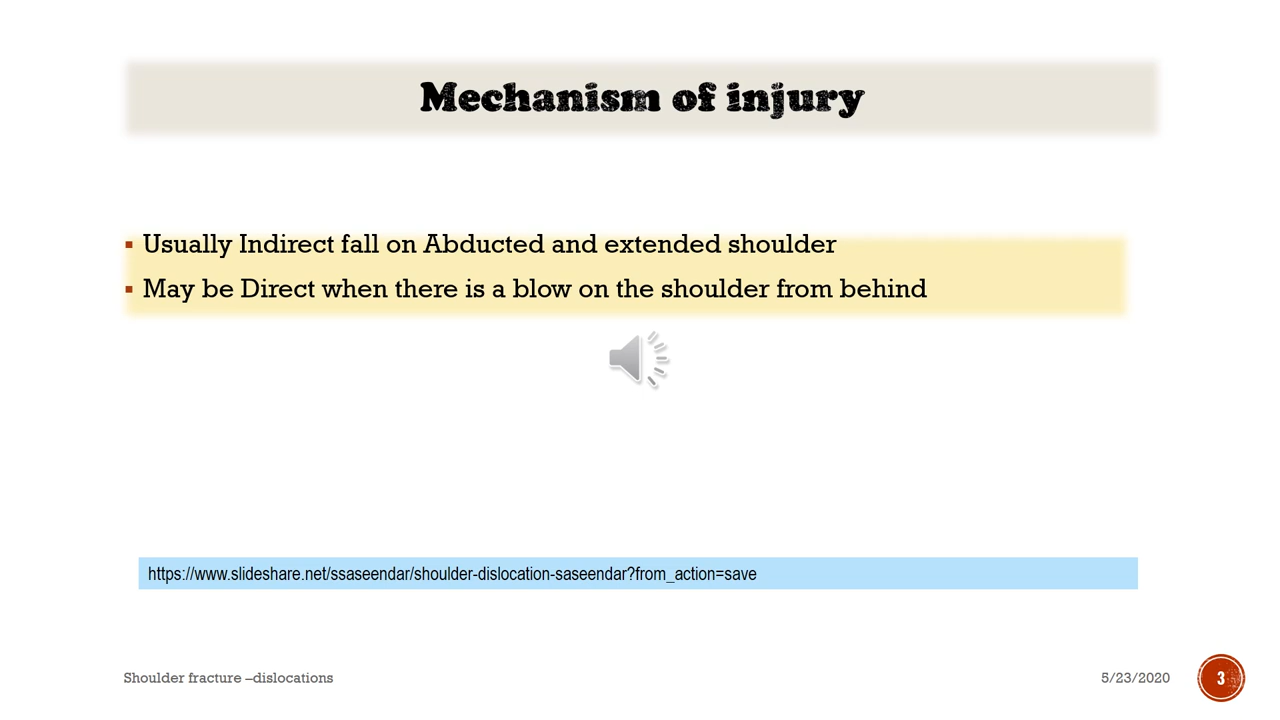 Mechanism of injury
Usually Indirect fall on Abducted and extended shoulder
May be Direct when there is a blow on the shoulder from behind
https://www.slideshare.net/ssaseendar/shoulder-dislocation-saseendar?from_action=save
Shoulder fracture –dislocations
5/23/2020
3